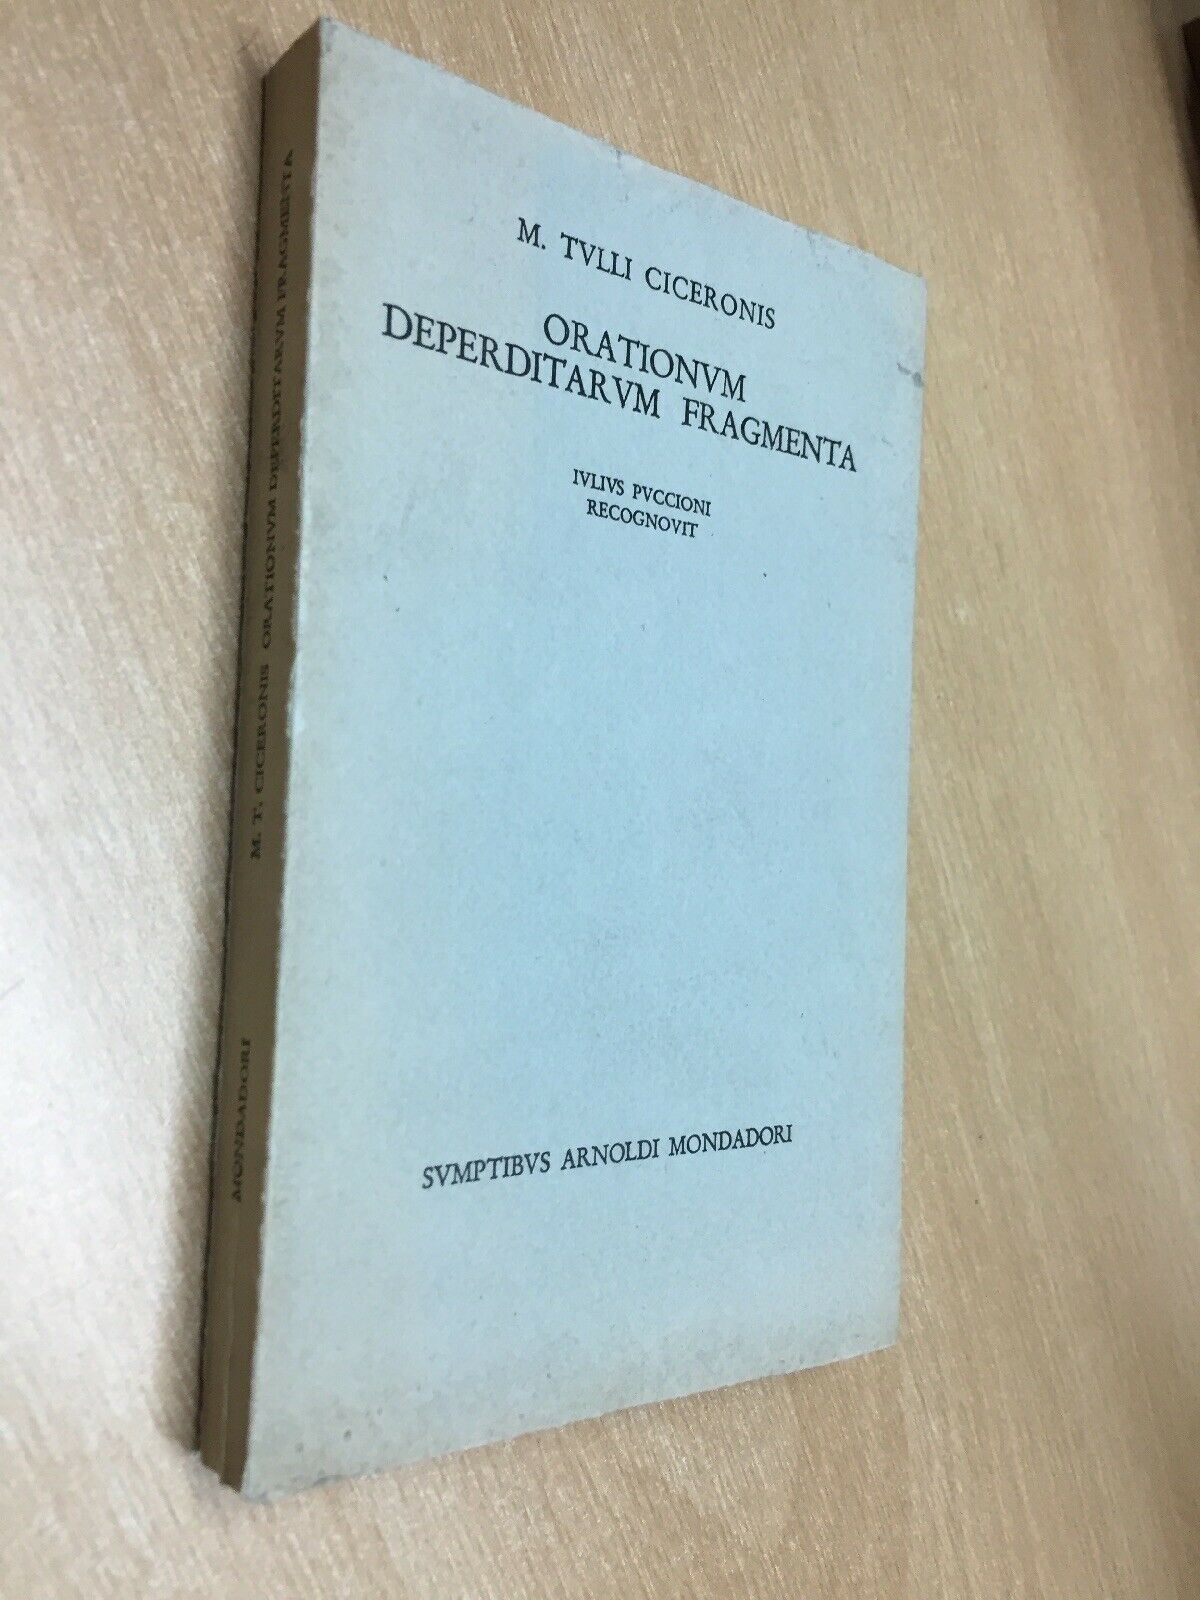 M. TVLLI CICERONIS
ORATIONVM
DEPERDITARVM FRAGMENTA
IVLIVS PVCCIONI
RECOGNOVIT
SVMPTIBVS ARNOLDI MONDADORI
M. T. CICERONIS ORATIONVM DEPERDITARVM FRAGMENTA
MONDADORI